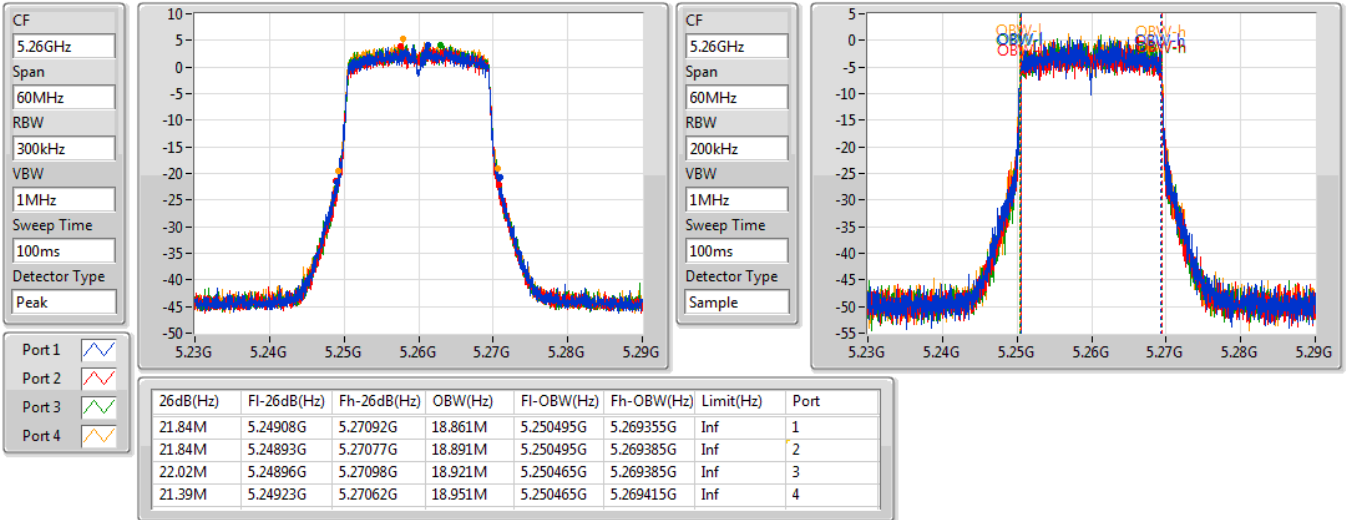 CF
5.26GHz
Span
60MHz
RBW
300kHz
VBW
1MHz
Sweep Time
100ms
Detector Type
Peak
10
5
0
-5
-10
-15
-20
-25
-30
-35
-40
-45
-50
5.23G 5.24G 5.25G 5.26G 5.27G 5.28G 5.29G
CF
5.26GHz
Span
60MHz
RBW
200kHz
VBW
1MHz
Sweep Time
100ms
Detector Type
Sample
5
0
-5
-10
-15
-20
-25
-30
-35
-40
-45
-50
-55
OBW-l OBW-h
5.23G 5.24G 5.25G 5.26G 5.27G 5.28G 5.29G
Port 1
Port 2
Port 3
Port 4
26dB(Hz) Fl-26dB(Hz) Fh-26dB(Hz) OBW(Hz) Fl-OBW(Hz) Fh-OBW(Hz) Limit(Hz) Port
21.84M 5.24908G 5.27092G 18.861M 5.250495G 5.269355G Inf 1
21.84M 5.24893G 5.27077G 18.891M 5.250495G 5.269385G Inf 2
22.02M 5.24896G 5.27098G 18.921M 5.250465G 5.269385G Inf 3
21.39M 5.24923G 5.27062G 18.951M 5.250465G 5.269415G Inf 4